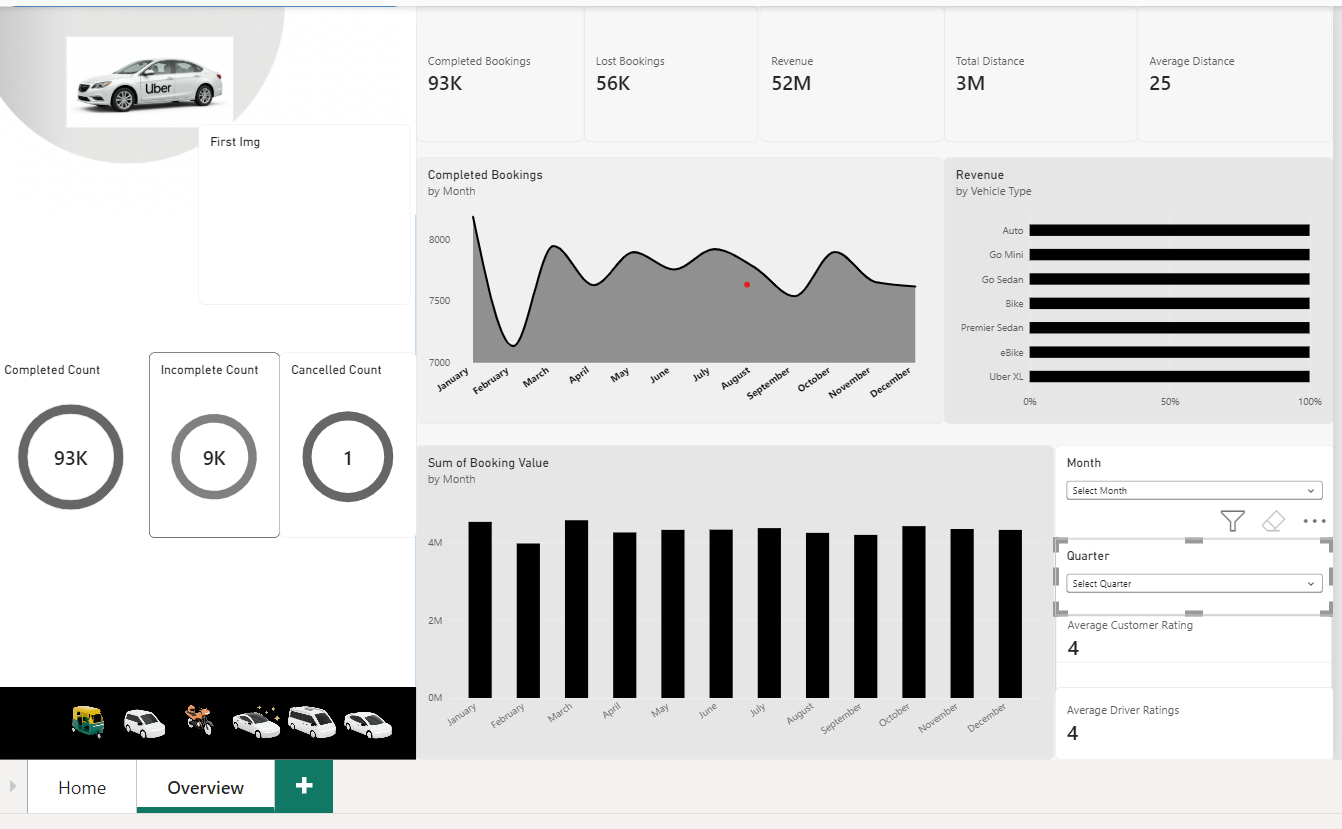 Uber
First Img
Completed Count
93K
Incomplete Count
9K
Cancelled Count
1
Completed Bookings
93K
Lost Bookings
56K
Revenue
52M
Total Distance
3M
Average Distance
25
Completed Bookings
by Month
8000
7500
7000
January
February
March
April
May
June
July
August
September
October
November
December
Revenue
by Vehicle Type
Auto
Go Mini
Go Sedan
Bike
Premier Sedan
eBike
Uber XL
0%
50%
100%
Sum of Booking Value
by Month
4M
2M
0M
January
February
March
April
May
June
July
August
September
October
November
December
Month
Select Month
Quarter
Select Quarter
Average Customer Rating
4
Average Driver Ratings
4
Home
Overview
+